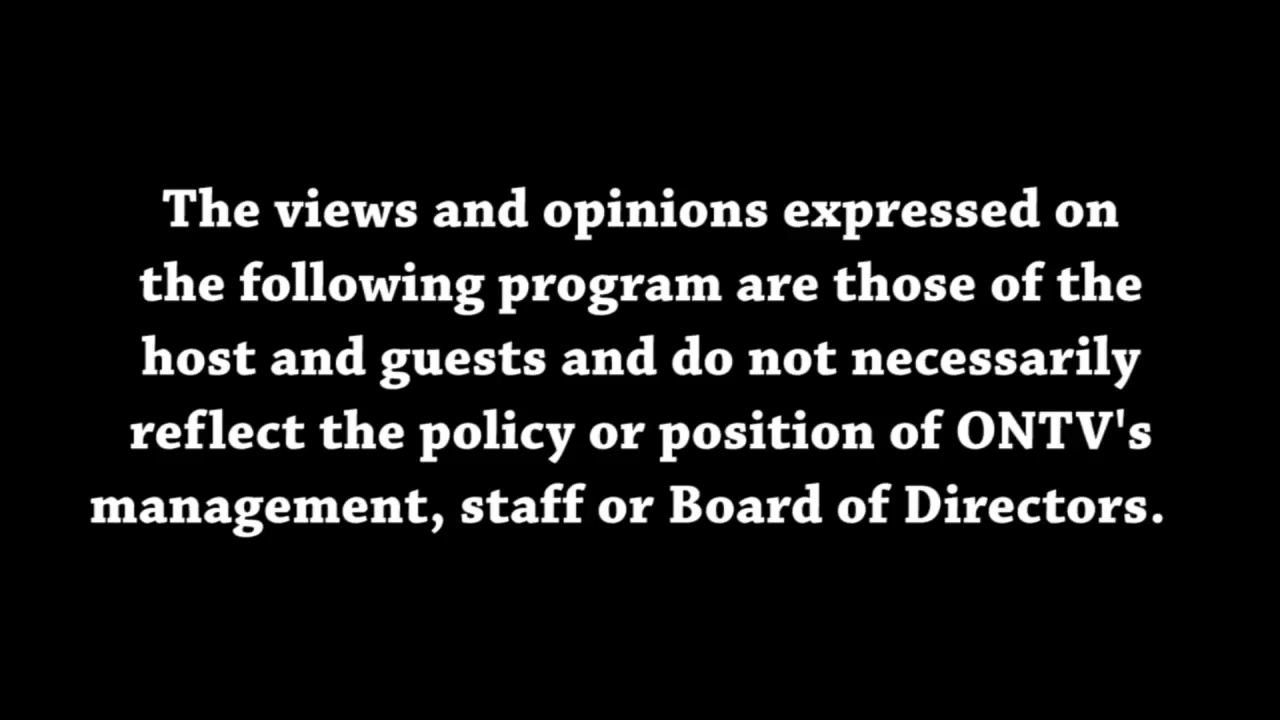 The views and opinions expressed on
the following program are those of the
host and guests and do not necessarily
reflect the policy or position of ONTV's
management, staff or Board of Directors.